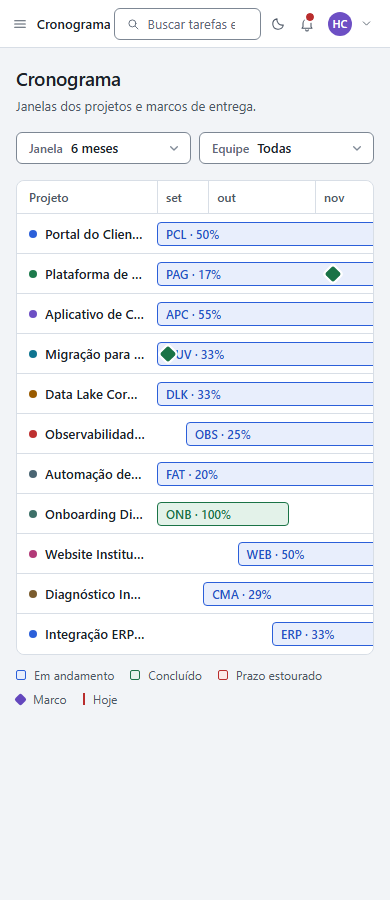 Cronograma
Buscar tarefas e
HC
Cronograma
Janelas dos projetos e marcos de entrega.
Janela 6 meses
Equipe Todas
Projeto set out nov
Portal do Clien... PCL · 50%
Plataforma de ... PAG · 17%
Aplicativo de C... APC · 55%
Migração para ... UV · 33%
Data Lake Cor... DLK · 33%
Observabilidad... OBS · 25%
Automação de... FAT · 20%
Onboarding Di... ONB · 100%
Website Institu... WEB · 50%
Diagnóstico In... CMA · 29%
Integração ERP... ERP · 33%
Em andamento Concluído Prazo estourado
Marco Hoje